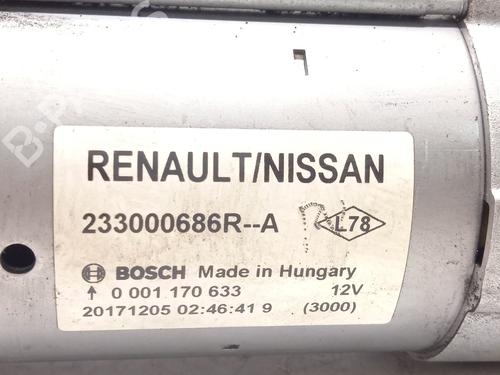 B-P
RENAULT/NISSAN
233000686R--A
L78
BOSCH Made in Hungary
0 001 170 633 12V
20171205 02:46:41 9 (3000)